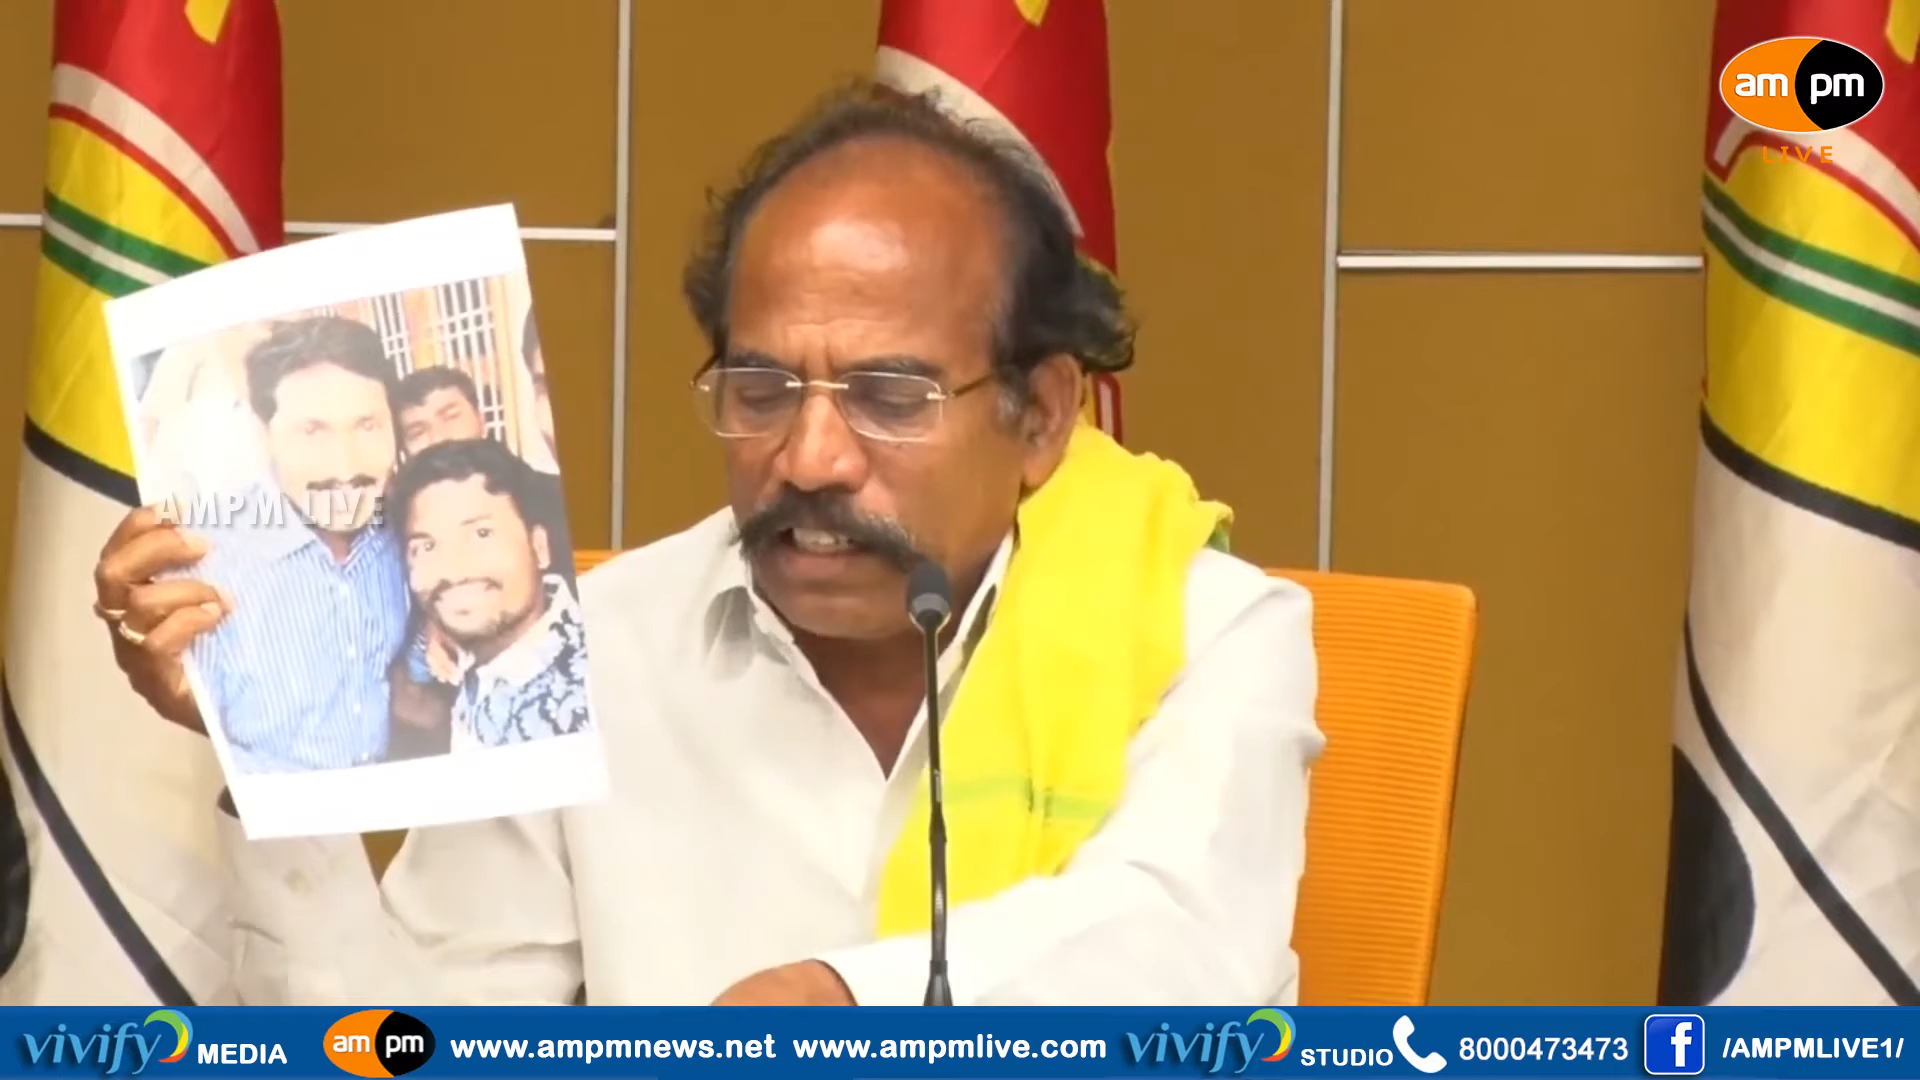 am pm
LIVE
AMPM LIVE
vivify MEDIA am pm www.ampmnews.net www.ampmlive.com vivify STUDIO 8000473473 f /AMPMLIVE1/